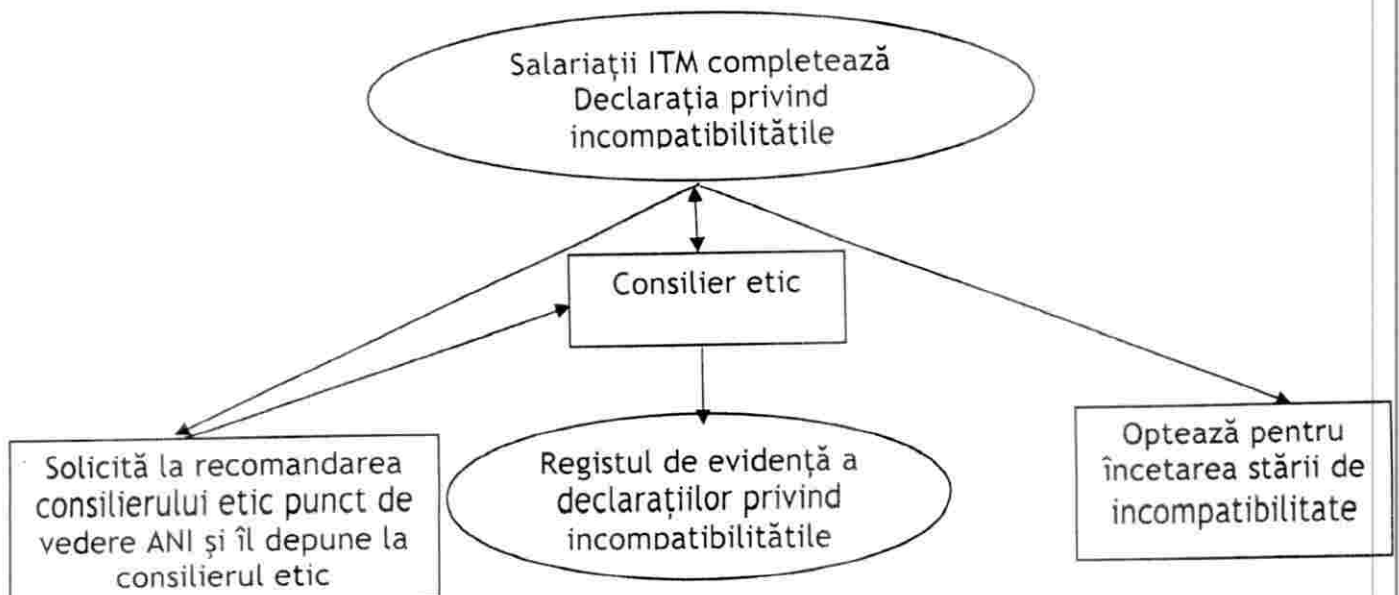 Salariații ITM completează
Declarația privind
incompatibilitățile
Consilier etic
Solicită la recomandarea
consilierului etic punct de
vedere ANI și îl depune la
consilierul etic
Registul de evidență a
declarațiilor privind
incompatibilitățile
Optează pentru
încetarea stării de
incompatibilitate